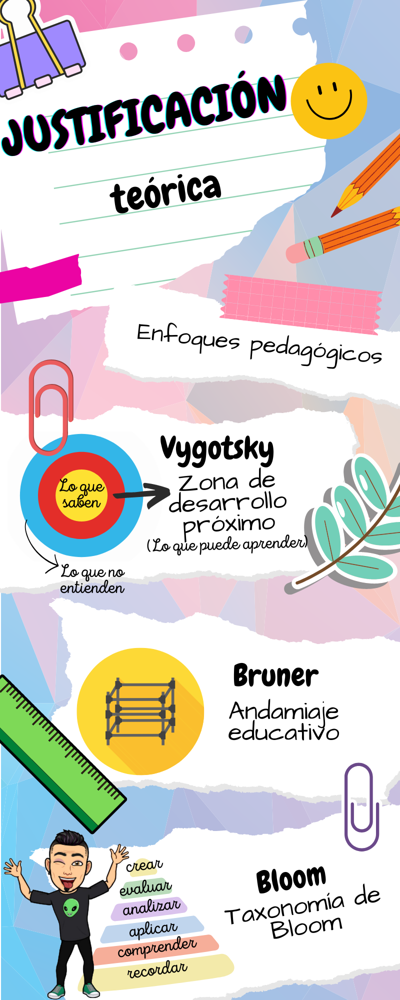 JUSTIFICACIÓN
teórica
Enfoques pedagógicos
Vygotsky
Zona de
desarrollo
próximo
(Lo que puede aprender)
Lo que
saben
Lo que no
entienden
Bruner
Andamiaje
educativo
Bloom
Taxonomía de
Bloom
crear
evaluar
analizar
aplicar
comprender
recordar